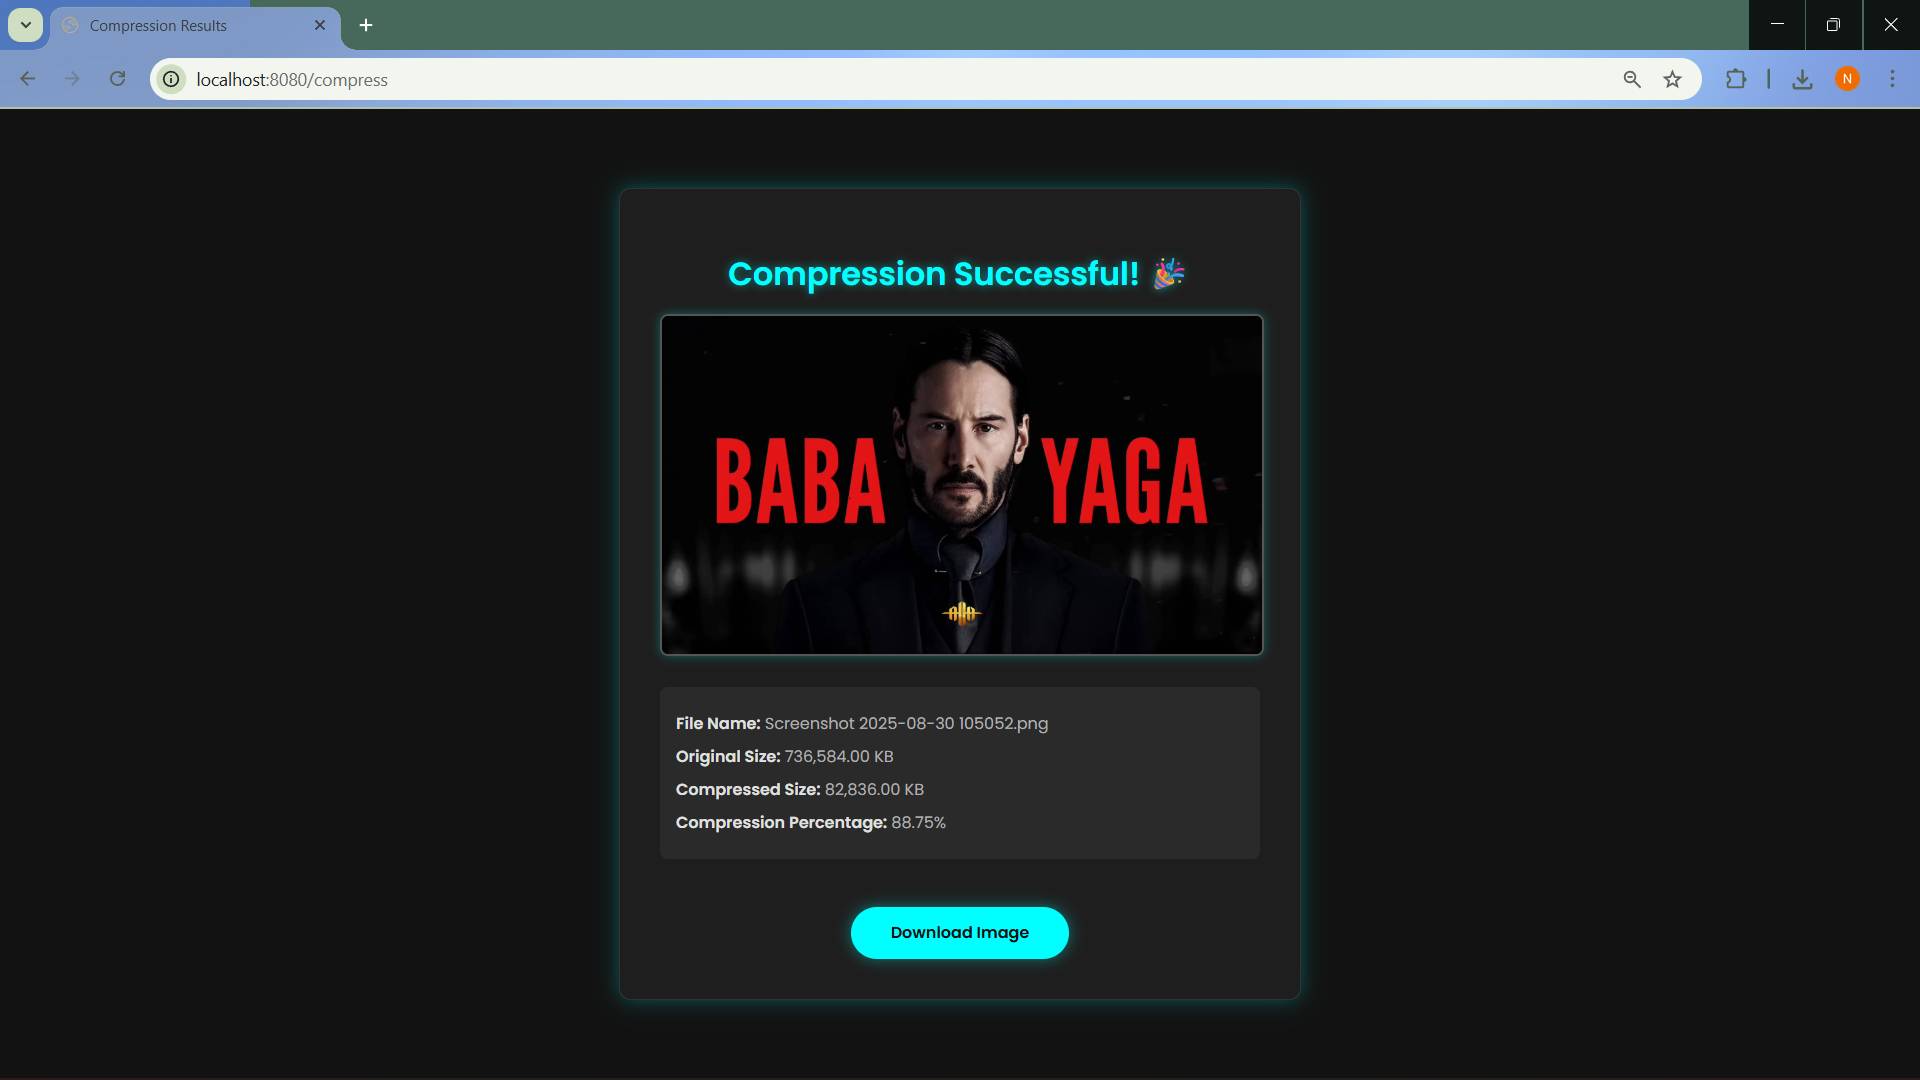 Compression Results
localhost:8080/compress
N
Compression Successful! 🎉
BABA YAGA
File Name: Screenshot 2025-08-30 105052.png
Original Size: 736,584.00 KB
Compressed Size: 82,836.00 KB
Compression Percentage: 88.75%
Download Image